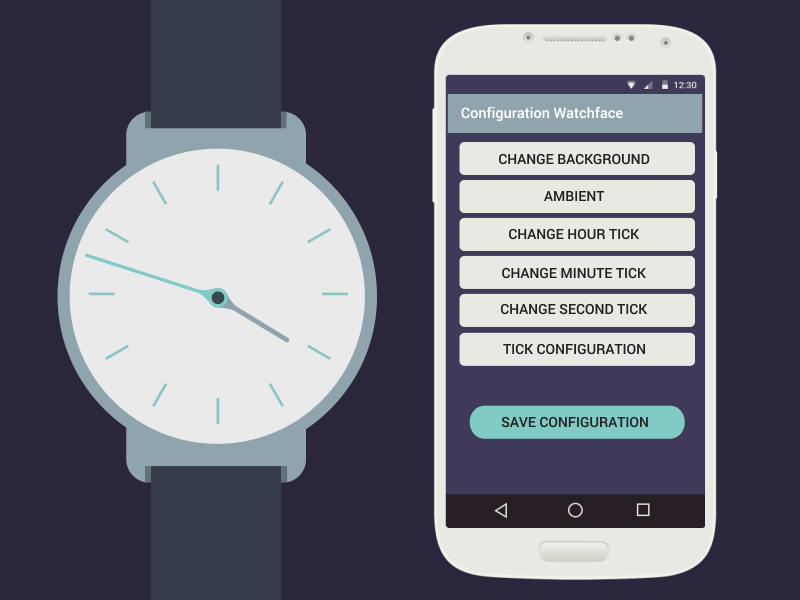 12:30
Configuration Watchface
CHANGE BACKGROUND
AMBIENT
CHANGE HOUR TICK
CHANGE MINUTE TICK
CHANGE SECOND TICK
TICK CONFIGURATION
SAVE CONFIGURATION